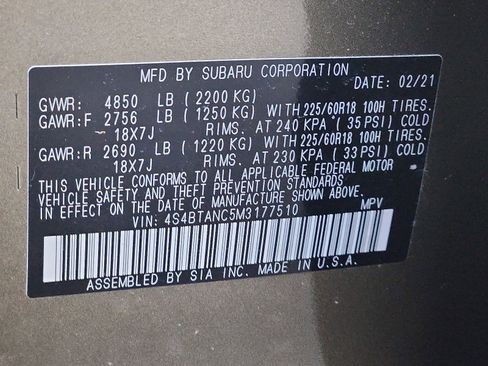 MFD BY SUBARU CORPORATION
DATE: 02/21
GVWR: 4850 LB ( 2200 KG)
GAWR:F 2756 LB ( 1250 KG) WITH 225/60R18 100H TIRES.
18X7J RIMS. AT 240 KPA ( 35 PSI) COLD
GAWR:R 2690 LB ( 1220 KG) WITH 225/60R18 100H TIRES.
18X7J RIMS. AT 230 KPA ( 33 PSI) COLD
THIS VEHICLE CONFORMS TO ALL APPLICABLE FEDERAL MOTOR
VEHICLE SAFETY, BUMPER, AND THEFT PREVENTION STANDARDS
IN EFFECT ON THE DATE OF MANUFACTURE SHOWN ABOVE.
VIN: 4S4BTANC5M3177510 MPV
ASSEMBLED BY SIA INC. MADE IN U.S.A.